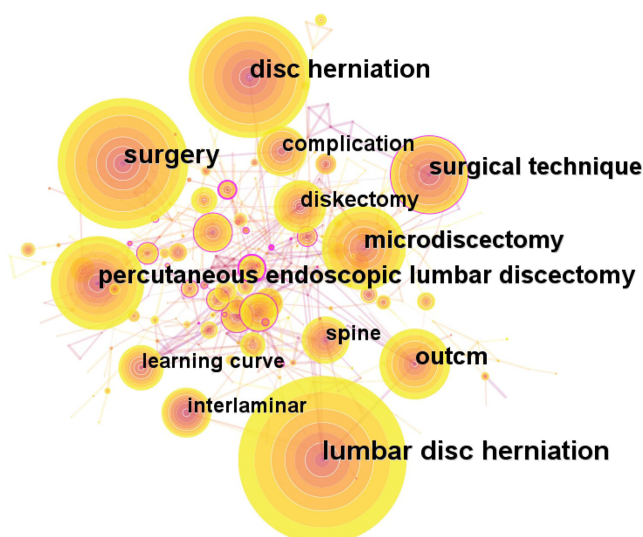 disc herniation
complication
surgery
surgical technique
diskectomy
microdiscectomy
percutaneous endoscopic lumbar discectomy
spine
learning curve
outcm
interlaminar
lumbar disc herniation